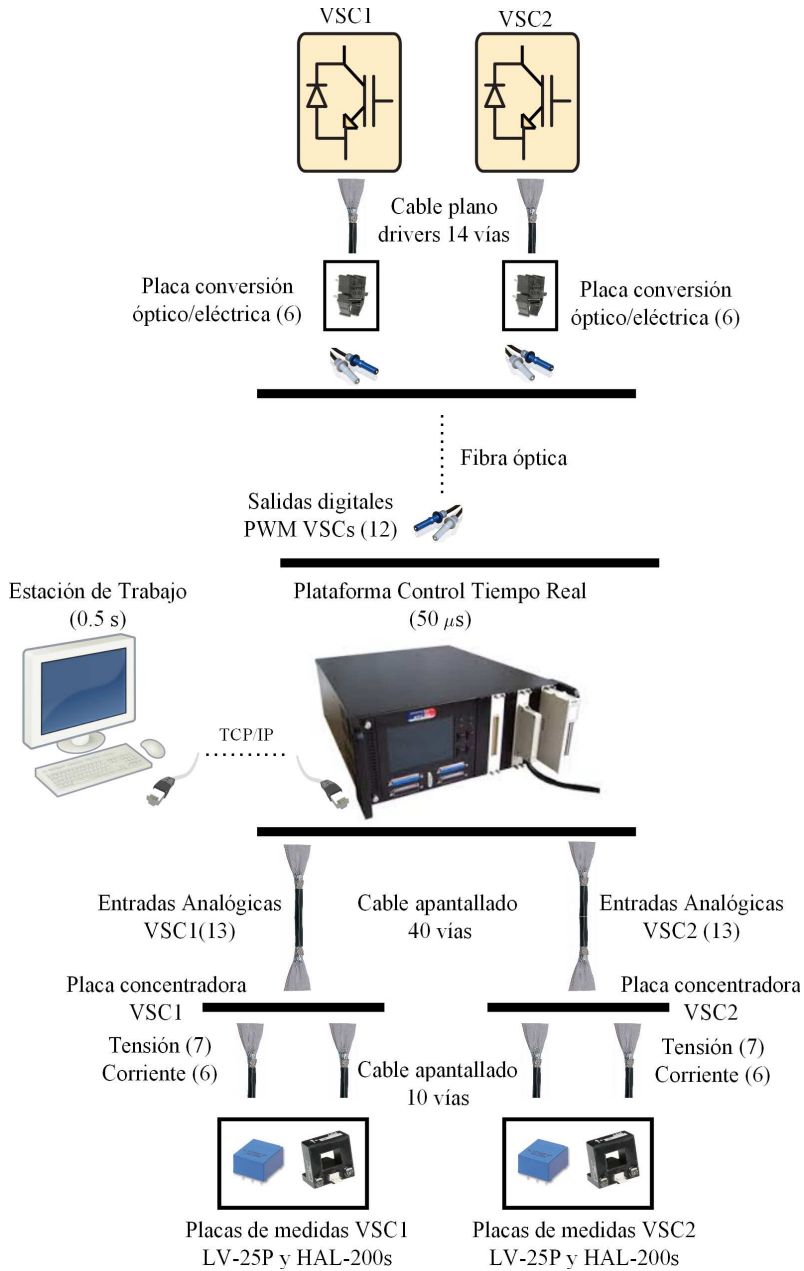 VSC1
VSC2
Cable plano
drivers 14 vías
Placa conversión
óptico/eléctrica (6)
Placa conversión
óptico/eléctrica (6)
Fibra óptica
Salidas digitales
PWM VSCs (12)
Estación de Trabajo
(0.5 s)
Plataforma Control Tiempo Real
(50 μs)
TCP/IP
Entradas Analógicas
VSC1(13)
Cable apantallado
40 vías
Entradas Analógicas
VSC2 (13)
Placa concentradora
VSC1
Placa concentradora
VSC2
Tensión (7)
Corriente (6)
Cable apantallado
10 vías
Tensión (7)
Corriente (6)
Placas de medidas VSC1
LV-25P y HAL-200s
Placas de medidas VSC2
LV-25P y HAL-200s